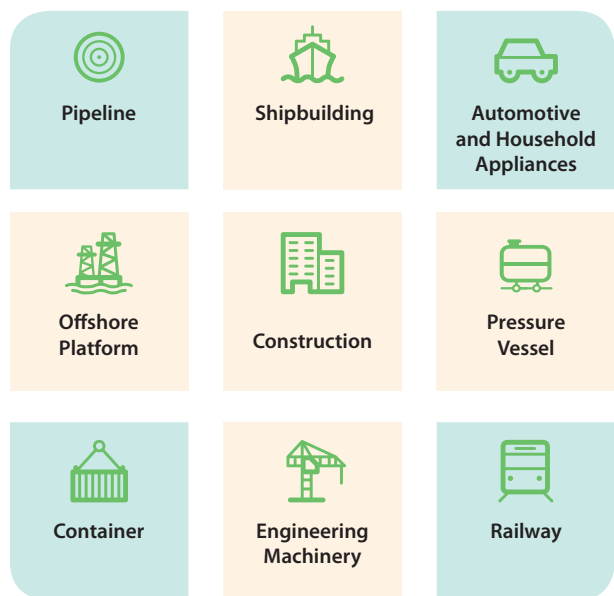 Pipeline
Shipbuilding
Automotive
and Household
Appliances
Offshore
Platform
Construction
Pressure
Vessel
Container
Engineering
Machinery
Railway